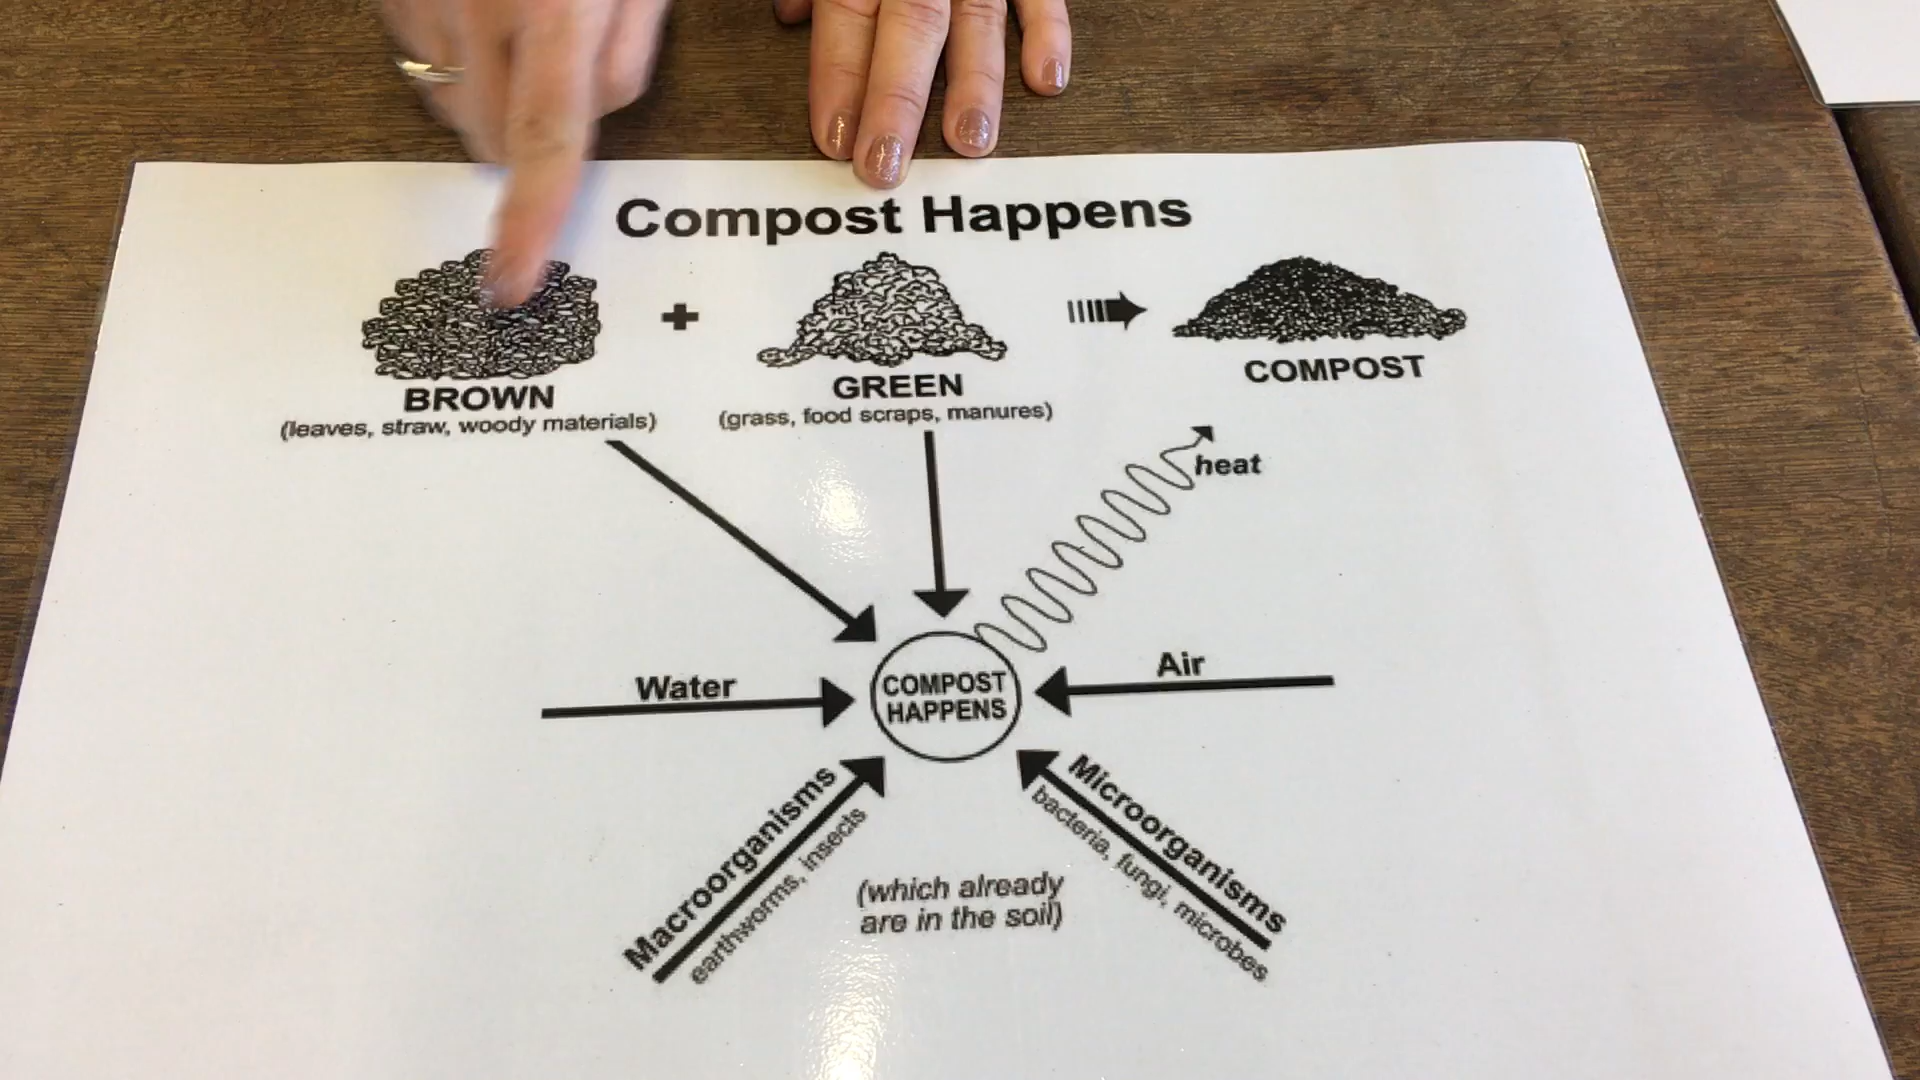 Compost Happens
BROWN
(leaves, straw, woody materials)
GREEN
(grass, food scraps, manures)
COMPOST
heat
Water
COMPOST
HAPPENS
Air
Macroorganisms
earthworms, insects
(which already
are in the soil)
Microorganisms
bacteria, fungi, microbes